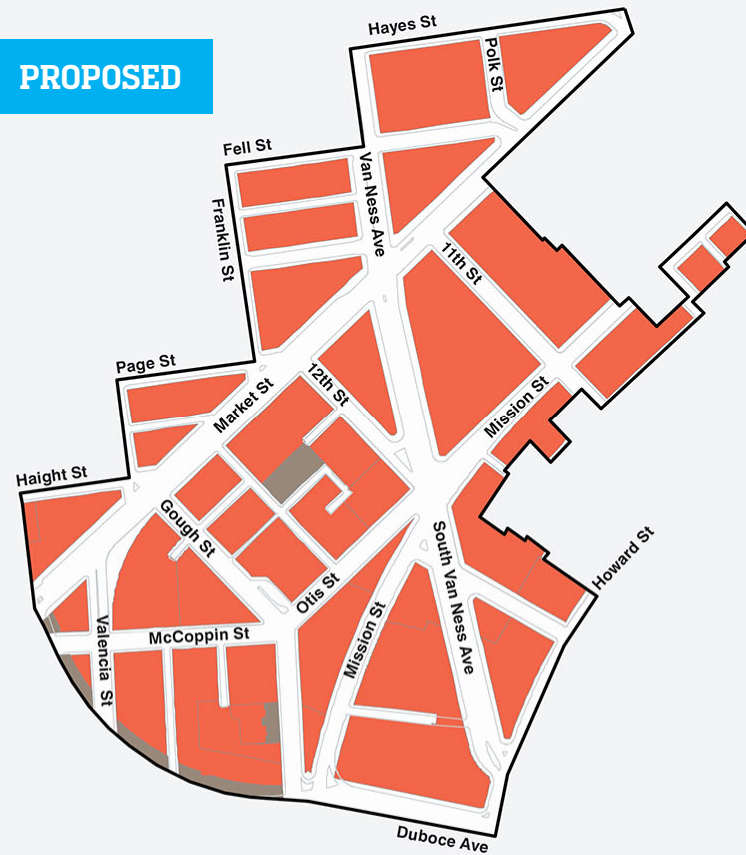 Hayes St
Polk St
PROPOSED
Fell St
Van Ness Ave
Franklin St
11th St
Page St
12th St
Market St
Mission St
Haight St
Gough St
South Van Ness Ave
Howard St
Otis St
Valencia St
McCoppin St
Mission St
Duboce Ave